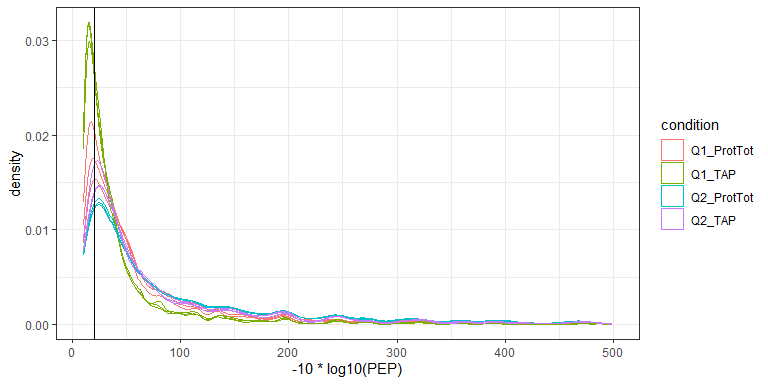 0.03
0.02
0.01
0.00
density
0 100 200 300 400 500
-10 * log10(PEP)
condition
Q1_ProtTot
Q1_TAP
Q2_ProtTot
Q2_TAP